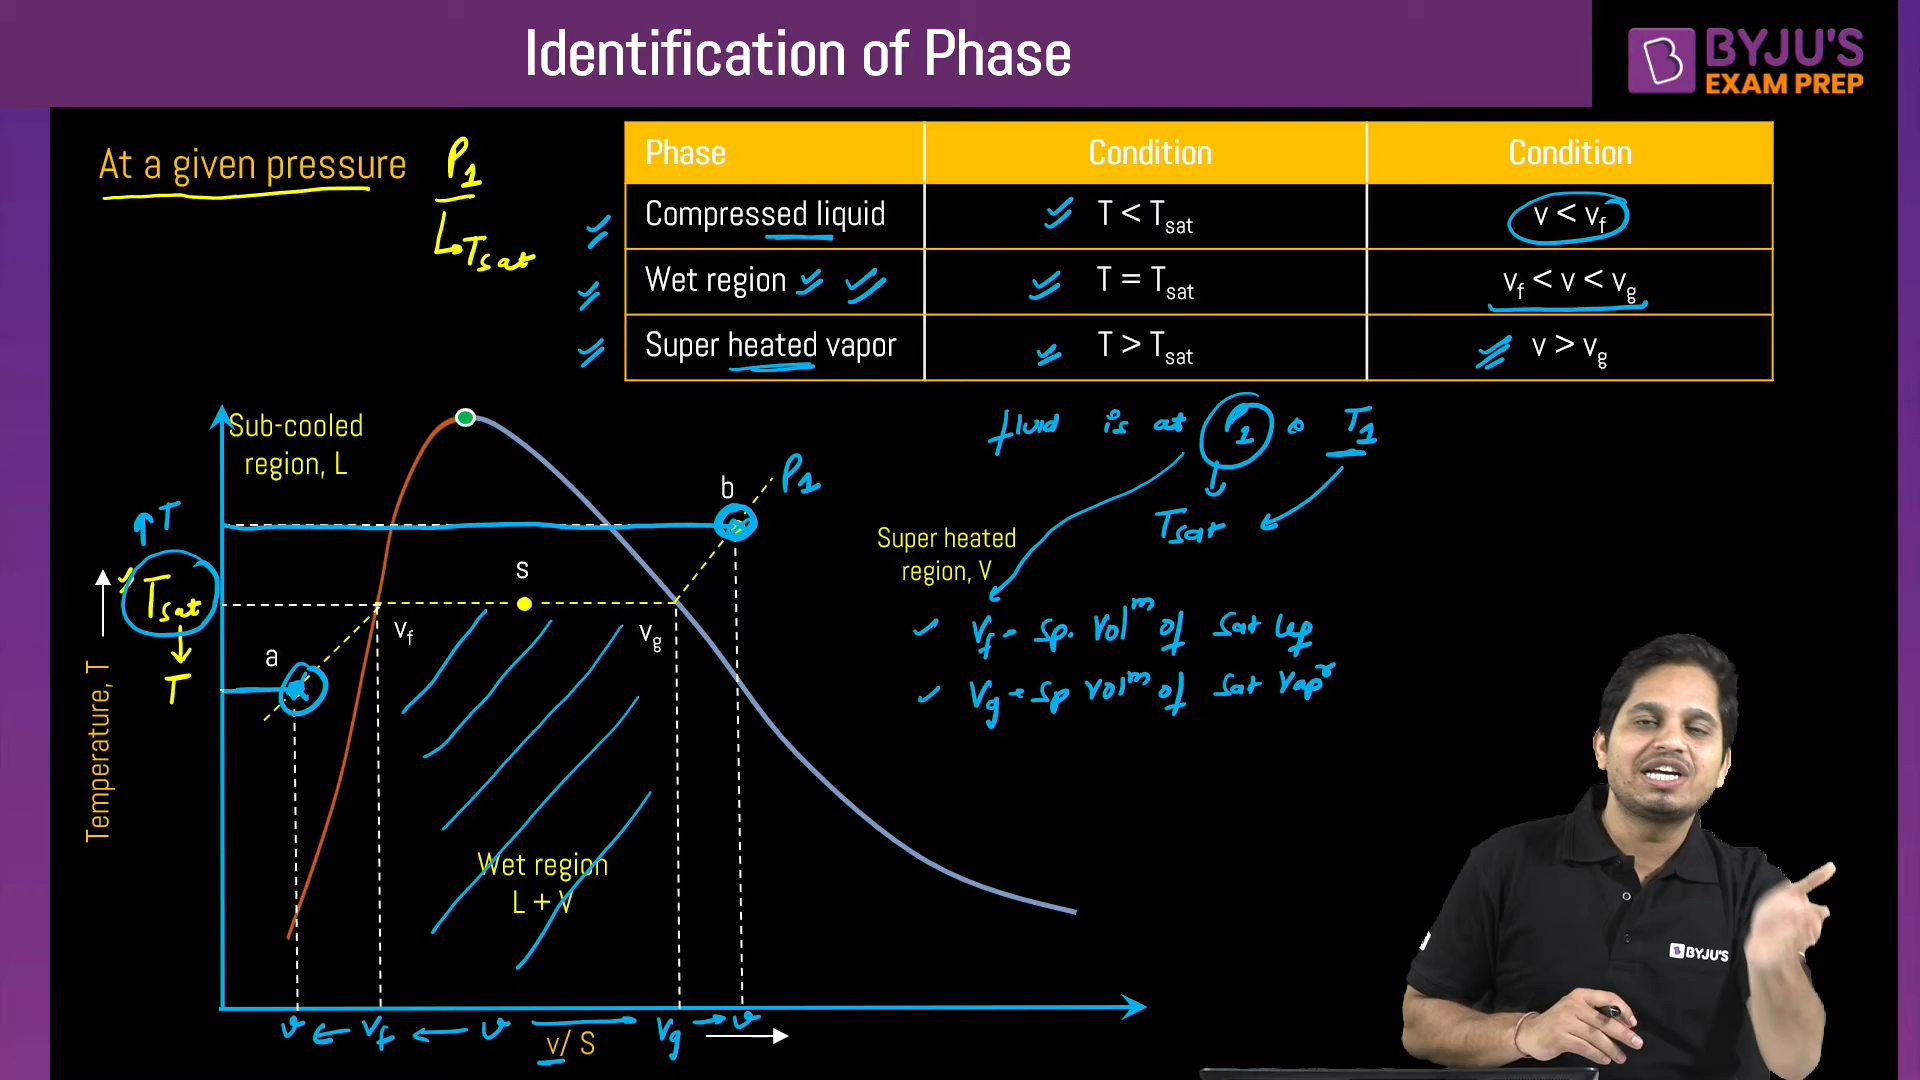 Identification of Phase
BYJU'S
EXAM PREP
At a given pressure P1
Tsat
Phase Condition Condition
Compressed liquid T < Tsat v < vf
Wet region T = Tsat vf < v < vg
Super heated vapor T > Tsat v > vg
Sub-cooled
region, L
fluid is at P1 & T1
Tsat
b P1
↑T
Super heated
region, V
s
Tsat
T
vf vg
a
Vf - sp. Volm of sat liq
Vg - sp volm of sat vapr
Temperature, T
Wet region
L + V
v ← Vf ← v → Vg → v
v/ S
BYJU'S